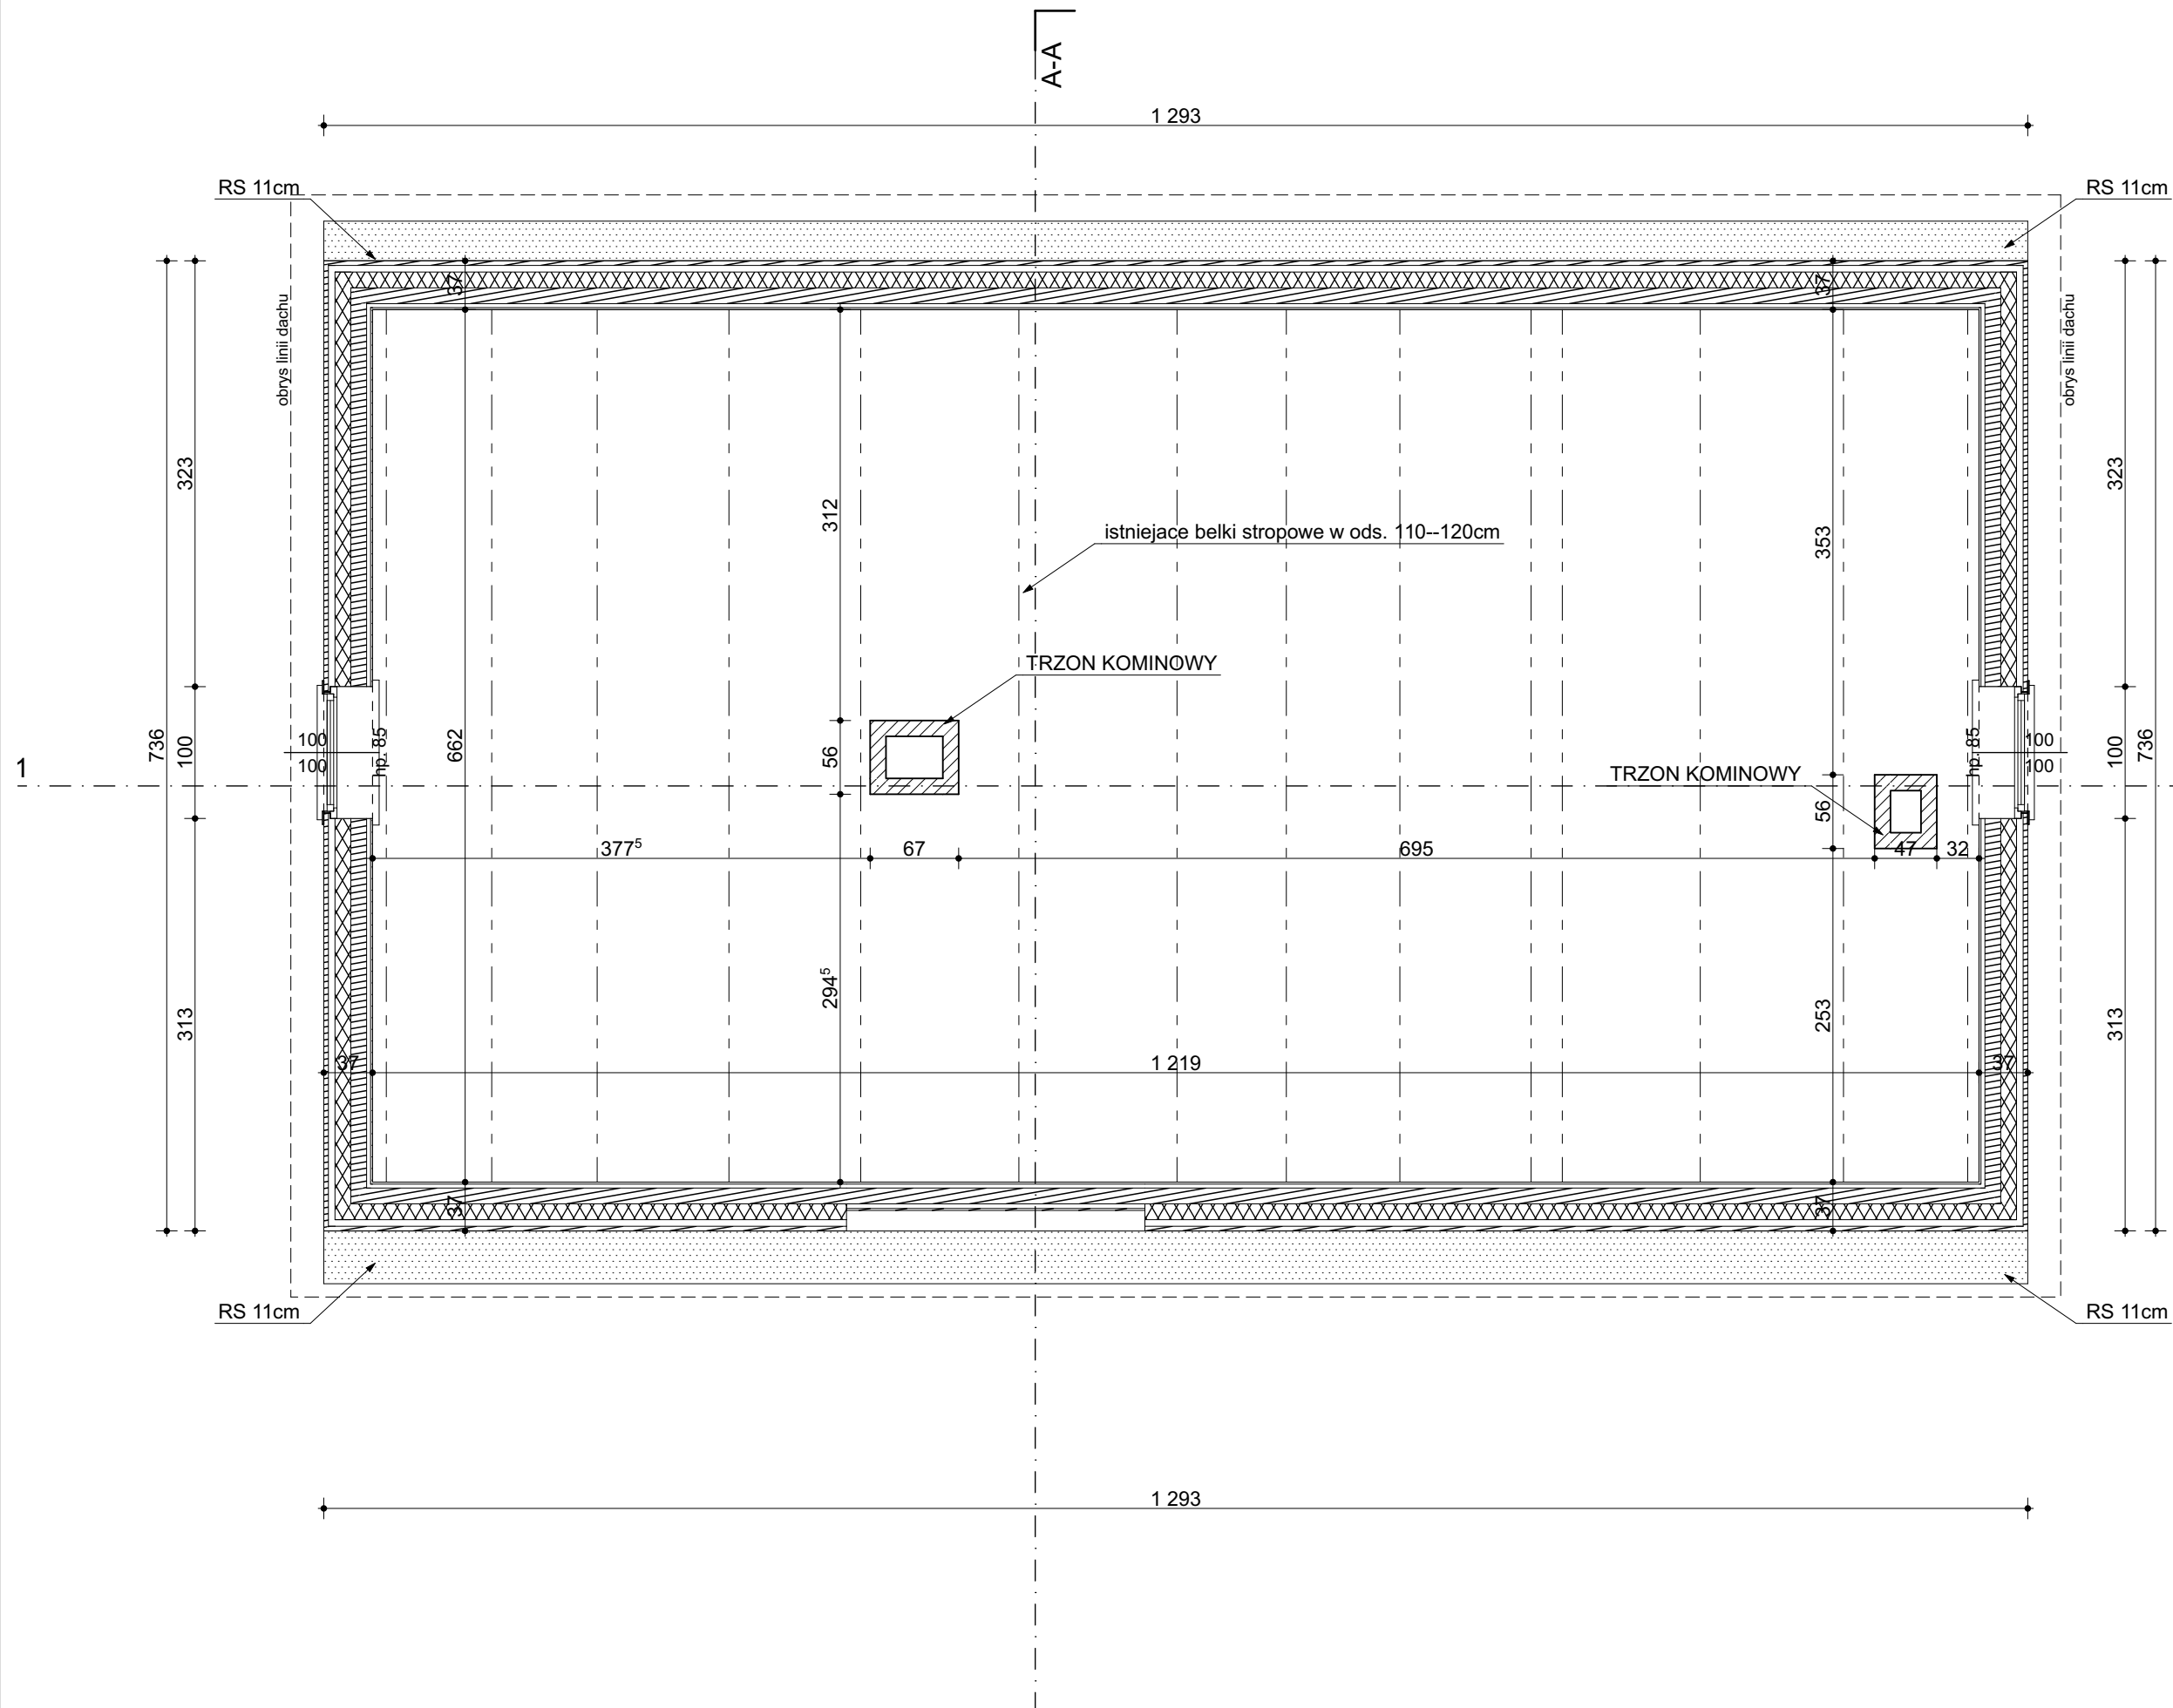 A-A
1 293
RS 11cm
RS 11cm
37
37
obrys linii dachu
obrys linii dachu
323
323
312
353
istniejace belki stropowe w ods. 110--120cm
TRZON KOMINOWY
736
100
100
100
hp. 85
662
56
hp. 85
100
100
100
736
1
TRZON KOMINOWY
56
377⁵
67
695
47
32
294⁵
313
253
313
37
1 219
37
37
37
RS 11cm
RS 11cm
1 293